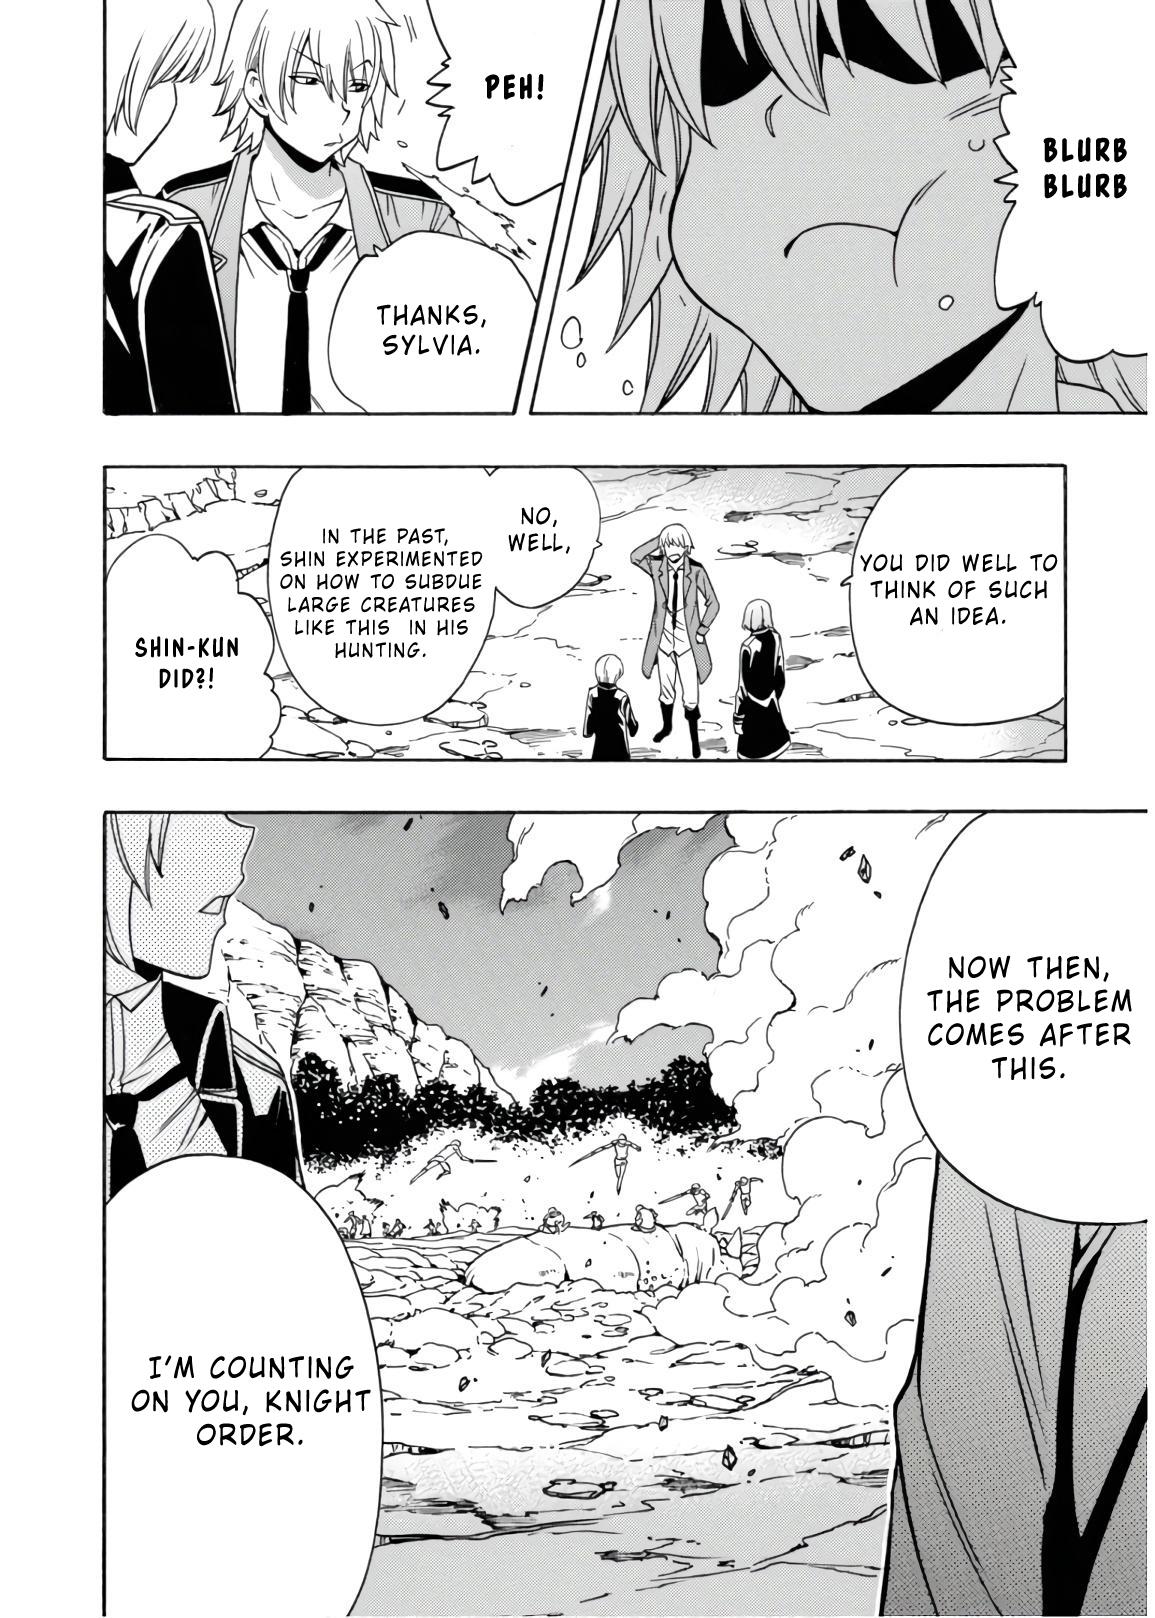 BLURB
BLURB
PEH!
THANKS,
SYLVIA.
YOU DID WELL TO
THINK OF SUCH
AN IDEA.
NO,
WELL,
IN THE PAST,
SHIN EXPERIMENTED
ON HOW TO SUBDUE
LARGE CREATURES
LIKE THIS IN HIS
HUNTING.
SHIN-KUN
DID?!
NOW THEN,
THE PROBLEM
COMES AFTER
THIS.
I'M COUNTING
ON YOU, KNIGHT
ORDER.